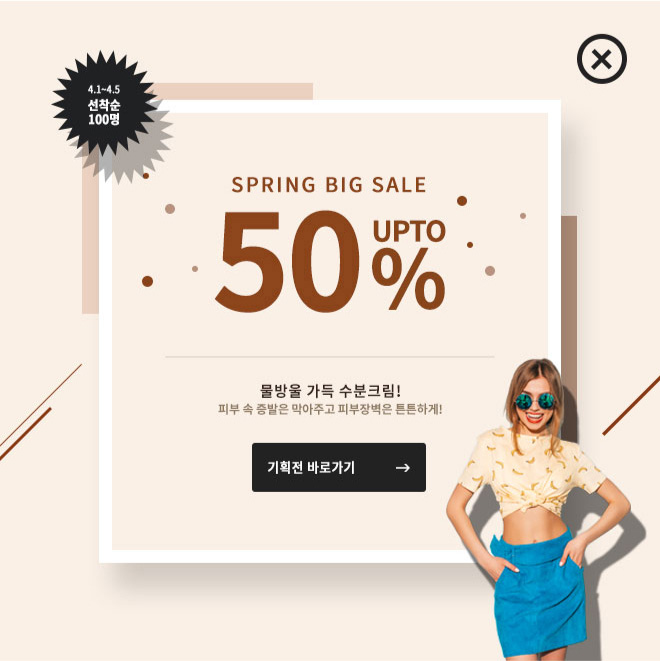 4.1~4.5
선착순
100명
SPRING BIG SALE
50% UPTO
물방울 가득 수분크림!
피부 속 증발은 막아주고 피부장벽은 튼튼하게!
기획전 바로가기 →